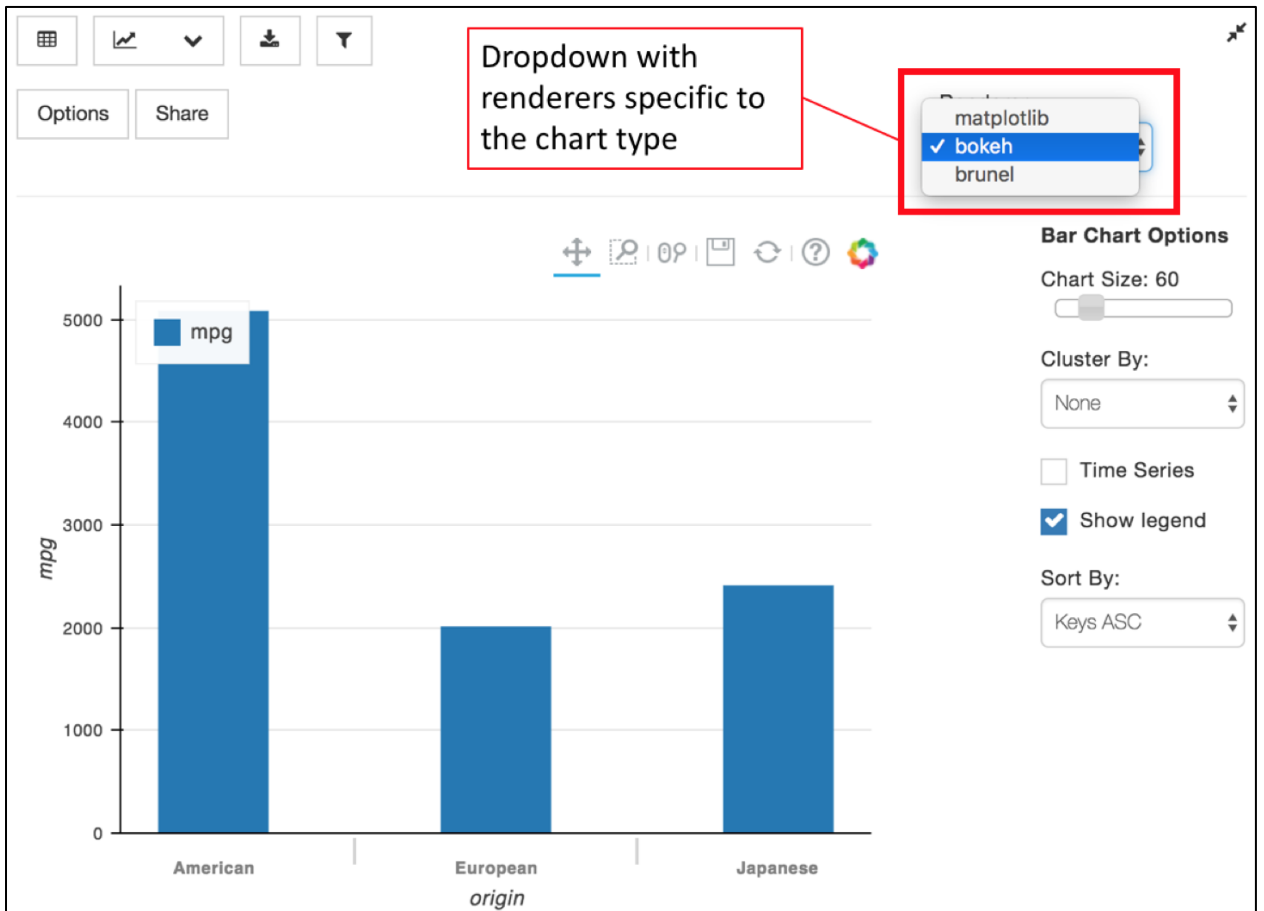 Dropdown with
renderers specific to
the chart type
Options
Share
matplotlib
✓ bokeh
brunel
Bar Chart Options
Chart Size: 60
Cluster By:
None
Time Series
Show legend
Sort By:
Keys ASC
mpg
5000
4000
3000
2000
1000
0
mpg
American
European
Japanese
origin